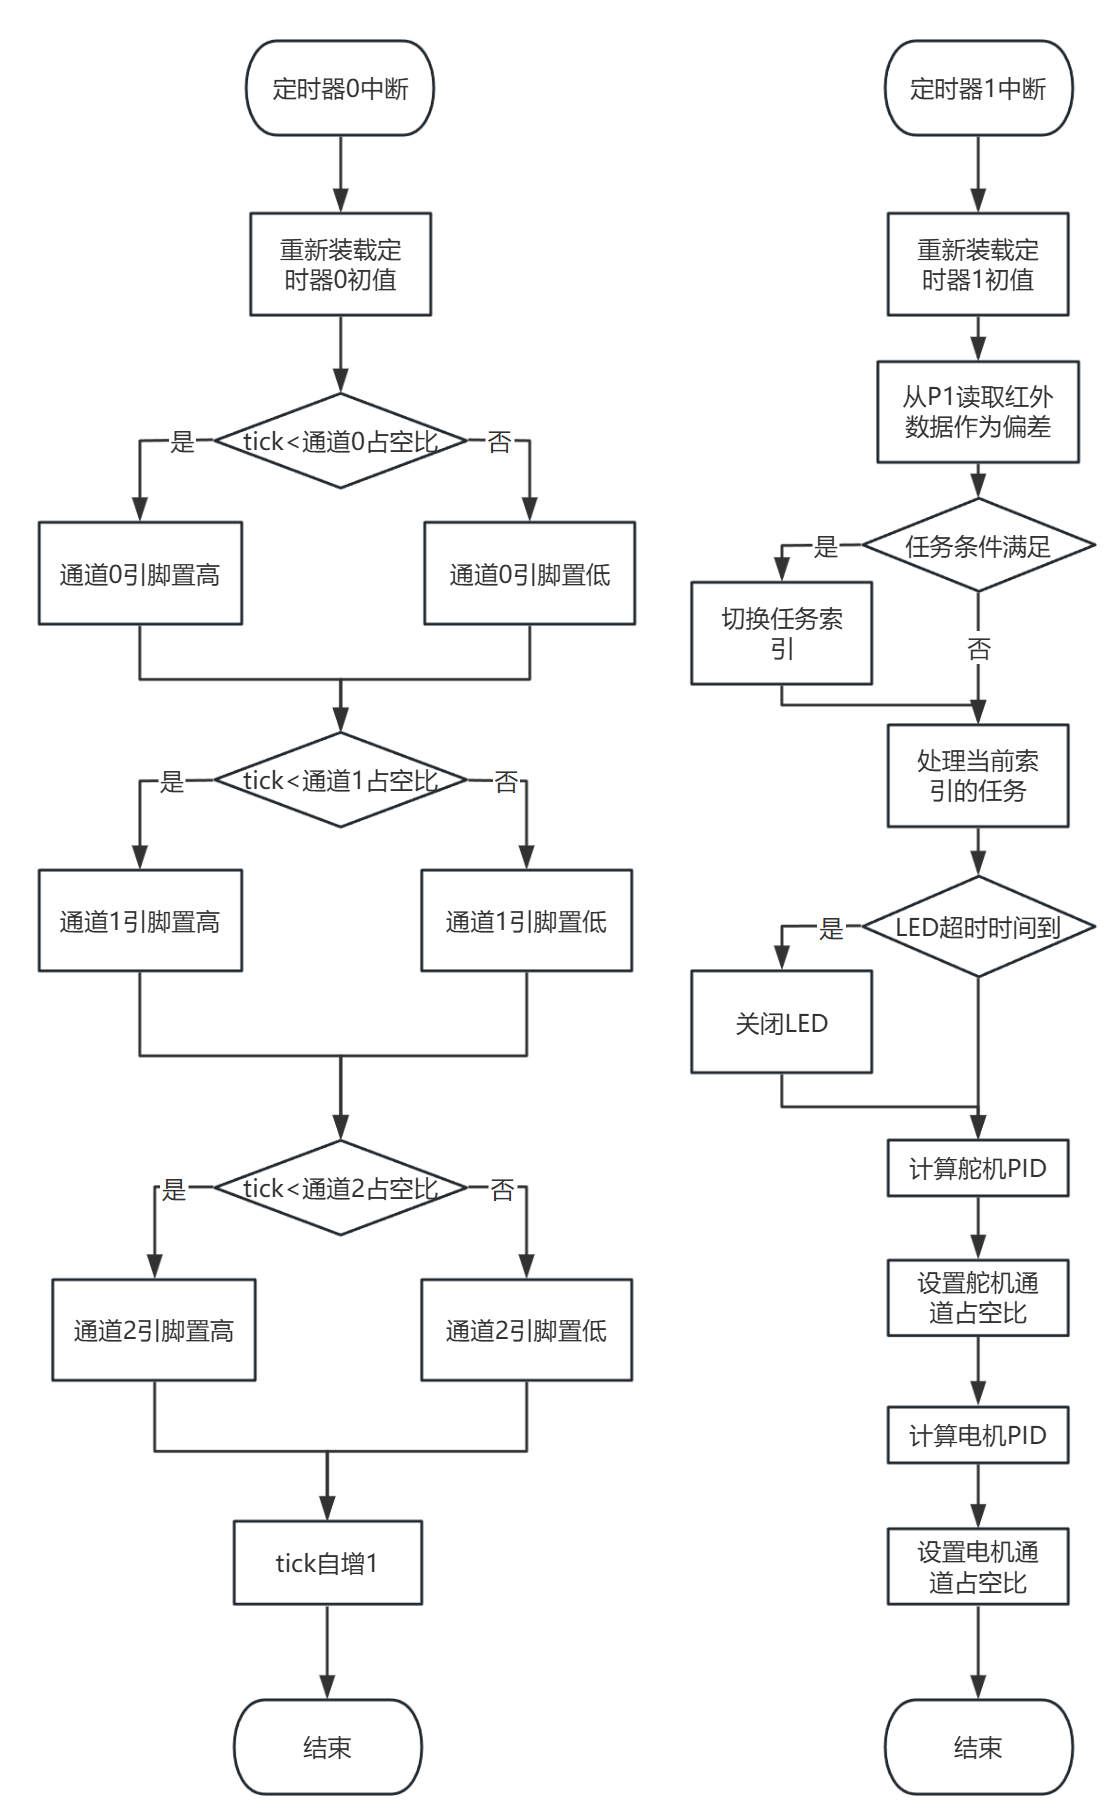 定时器0中断
重新装载定
时器0初值
tick<通道0占空比
是
否
通道0引脚置高
通道0引脚置低
tick<通道1占空比
是
否
通道1引脚置高
通道1引脚置低
tick<通道2占空比
是
否
通道2引脚置高
通道2引脚置低
tick自增1
结束
定时器1中断
重新装载定
时器1初值
从P1读取红外
数据作为偏差
任务条件满足
是
切换任务索
引
否
处理当前索
引的任务
LED超时时间到
是
关闭LED
计算舵机PID
设置舵机通
道占空比
计算电机PID
设置电机通
道占空比
结束